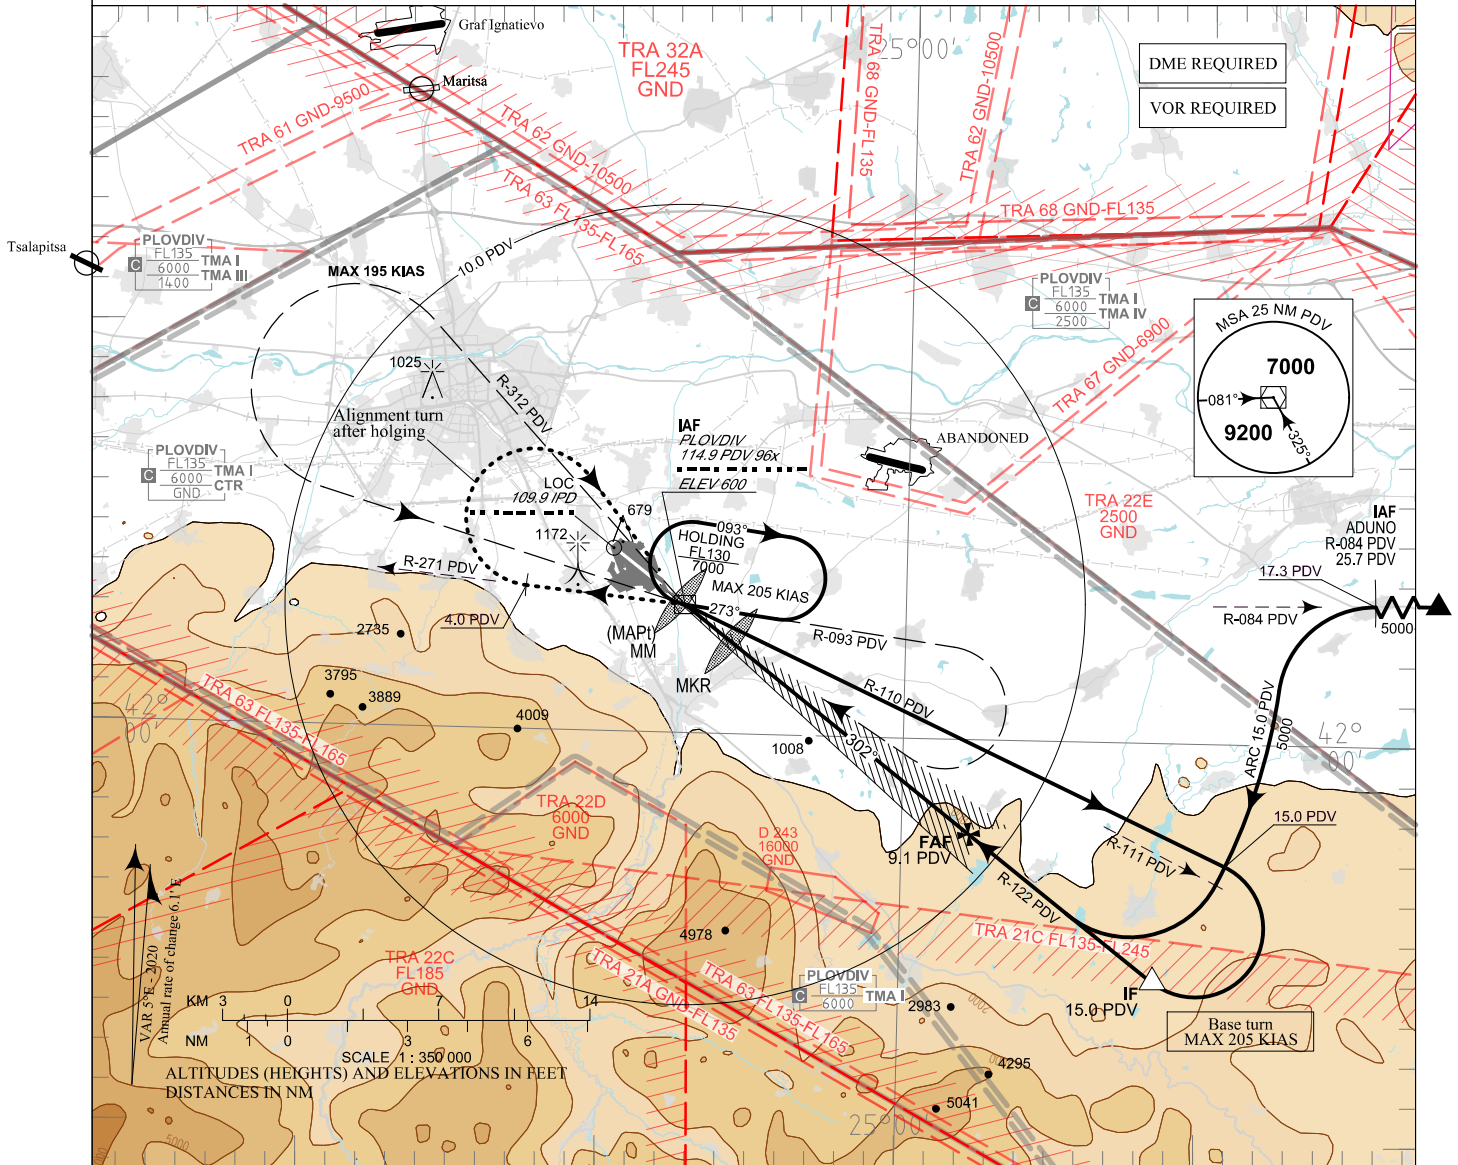 Graf Ignatievo
Maritsa
Tsalapitsa
TRA 32A
FL245
GND
25°00'
DME REQUIRED
VOR REQUIRED
TRA 61 GND-9500
TRA 62 GND-10500
TRA 63 FL135-FL165
TRA 68 GND-FL135
TRA 62 GND-10500
TRA 68 GND-FL135
TRA 67 GND-6900
PLOVDIV
FL135
C 6000
1400
TMA I
TMA III
MAX 195 KIAS
10.0 PDV
PLOVDIV
FL135
C 6000
2500
TMA I
TMA IV
MSA 25 NM PDV
7000
081°
9200
325°
1025
R-312 PDV
Alignment turn
after holging
IAF
PLOVDIV
114.9 PDV 96x
ELEV 600
ABANDONED
PLOVDIV
FL135
C 6000
GND
TMA I
CTR
LOC
109.9 IPD
679
1172
093°
HOLDING
FL130
7000
MAX 205 KIAS
273°
TRA 22E
2500
GND
IAF
ADUNO
R-084 PDV
25.7 PDV
17.3 PDV
R-084 PDV
5000
R-271 PDV
4.0 PDV
(MAPt)
MM
MKR
R-093 PDV
R-110 PDV
2735
3795
3889
4009
42°
00'
TRA 63 FL135-FL165
1008
302°
ARC 15.0 PDV
5000
42°
00'
TRA 22D
6000
GND
D 243
16000
GND
FAF
9.1 PDV
15.0 PDV
R-111 PDV
R-122 PDV
VAR 5°E - 2020
Annual rate of change 6.1' E
4978
TRA 22C
FL185
GND
TRA 21A GND-FL135
TRA 63 FL135-FL165
TRA 21C FL135-FL245
PLOVDIV
FL135
C 6000
TMA I
2983
2000
IF
15.0 PDV
Base turn
MAX 205 KIAS
KM 3 0 7 14
NM 1 0 3 6
SCALE 1 : 350 000
ALTITUDES (HEIGHTS) AND ELEVATIONS IN FEET
DISTANCES IN NM
4295
5041
25°00'
5000